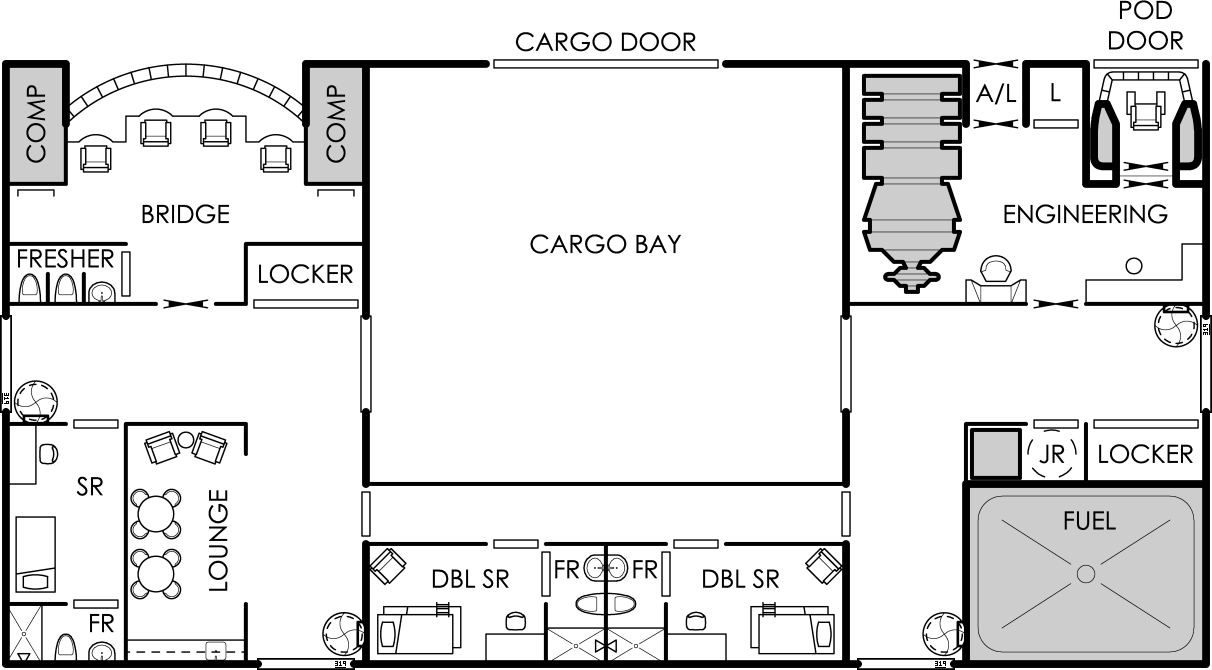 POD
DOOR
CARGO DOOR
COMP
COMP
A/L
L
BRIDGE
ENGINEERING
CARGO BAY
FRESHER
LOCKER
SR
LOUNGE
JR
LOCKER
FUEL
DBL SR
FR
FR
DBL SR
FR